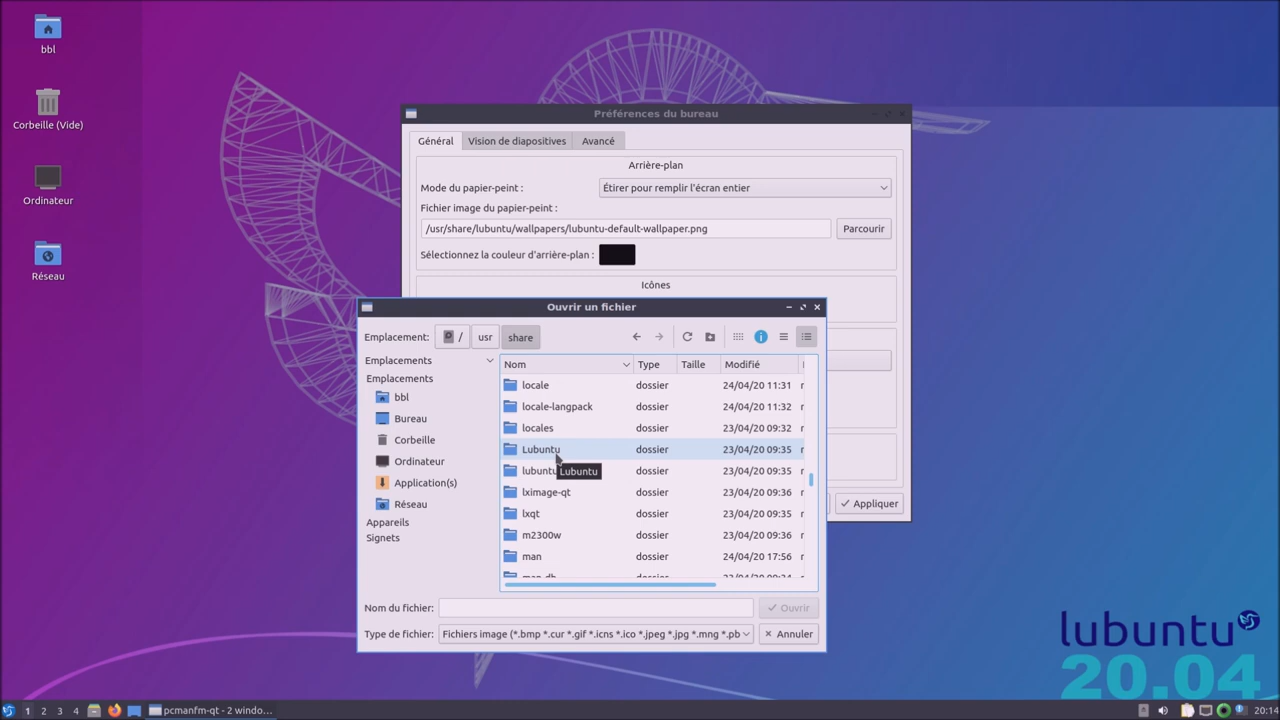 bbl
Corbeille (Vide)
Ordinateur
Réseau
Préférences du bureau
Général
Vision de diapositives
Avancé
Arrière-plan
Mode du papier-peint :
Étirer pour remplir l'écran entier
Fichier image du papier-peint :
/usr/share/lubuntu/wallpapers/lubuntu-default-wallpaper.png
Parcourir
Sélectionnez la couleur d'arrière-plan :
Icônes
Appliquer
Ouvrir un fichier
Emplacement:
/
usr
share
Emplacements
Emplacements
bbl
Bureau
Corbeille
Ordinateur
Application(s)
Réseau
Appareils
Signets
Nom Type Taille Modifié
locale dossier 24/04/20 11:31
locale-langpack dossier 24/04/20 11:32
locales dossier 23/04/20 09:32
Lubuntu dossier 23/04/20 09:35
lubuntu dossier 23/04/20 09:35
Lubuntu
lximage-qt dossier 23/04/20 09:36
lxqt dossier 23/04/20 09:35
m2300w dossier 23/04/20 09:36
man dossier 24/04/20 17:56
Nom du fichier:
Ouvrir
Type de fichier:
Fichiers image (*.bmp *.cur *.gif *.icns *.ico *.jpeg *.jpg *.mng *.pb
Annuler
lubuntu
20.04
1 2 3 4
pcmanfm-qt - 2 windo…
20:14